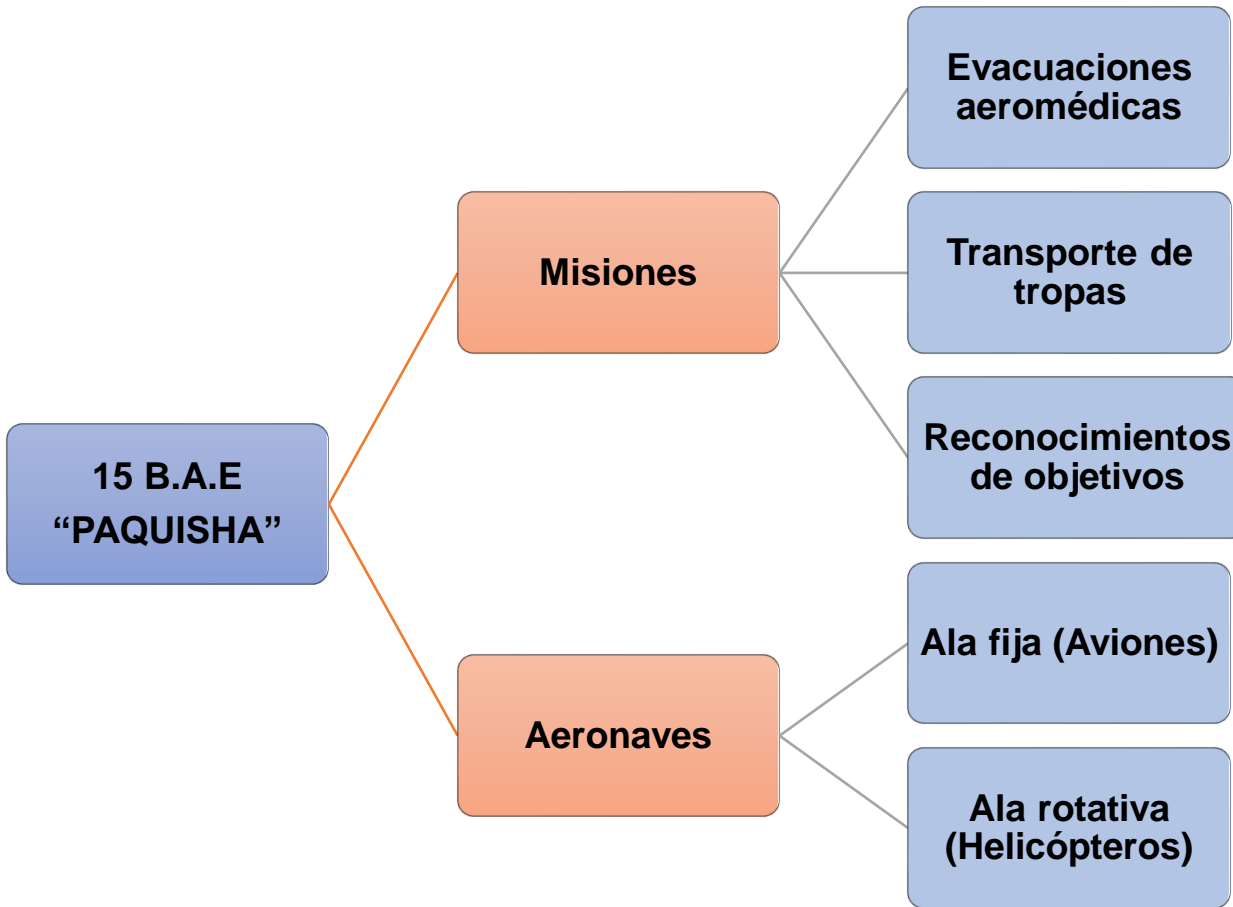 15 B.A.E
“PAQUISHA”
Misiones
Evacuaciones
aeromédicas
Transporte de
tropas
Reconocimientos
de objetivos
Aeronaves
Ala fija (Aviones)
Ala rotativa
(Helicópteros)